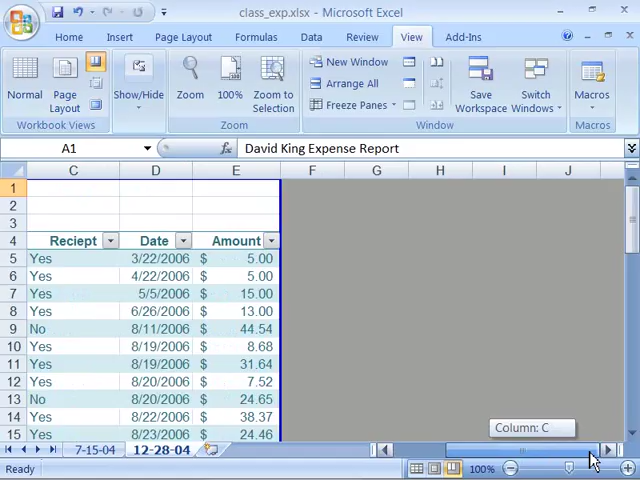 class_exp.xlsx - Microsoft Excel
Home Insert Page Layout Formulas Data Review View Add-Ins
Normal Page Layout Show/Hide Zoom 100% Zoom to Selection New Window Arrange All Freeze Panes Save Workspace Switch Windows Macros
Workbook Views Zoom Window Macros
A1 fx David King Expense Report
C D E F G H I J
1
2
3
4 Reciept Date Amount
5 Yes 3/22/2006 $ 5.00
6 Yes 4/22/2006 $ 5.00
7 Yes 5/5/2006 $ 15.00
8 Yes 6/26/2006 $ 13.00
9 No 8/11/2006 $ 44.54
10 Yes 8/19/2006 $ 8.68
11 Yes 8/19/2006 $ 31.64
12 Yes 8/20/2006 $ 7.52
13 No 8/20/2006 $ 24.65
14 Yes 8/22/2006 $ 38.37
15 Yes 8/23/2006 $ 24.46
Column: C
7-15-04 12-28-04
Ready 100%